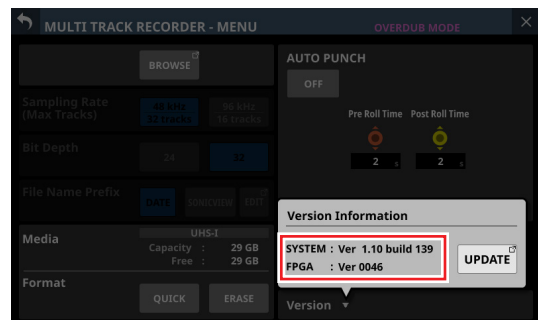 MULTI TRACK RECORDER - MENU
OVERDUB MODE
BROWSE
Sampling Rate
(Max Tracks)
48 kHz
32 tracks
96 kHz
16 tracks
Bit Depth
24
32
File Name Prefix
DATE
SONICVIEW
EDIT
Media
UHS-I
Capacity : 29 GB
Free : 29 GB
Format
QUICK
ERASE
AUTO PUNCH
OFF
Pre Roll Time
Post Roll Time
2 s
2 s
Version Information
SYSTEM : Ver 1.10 build 139
FPGA : Ver 0046
UPDATE
Version ▼